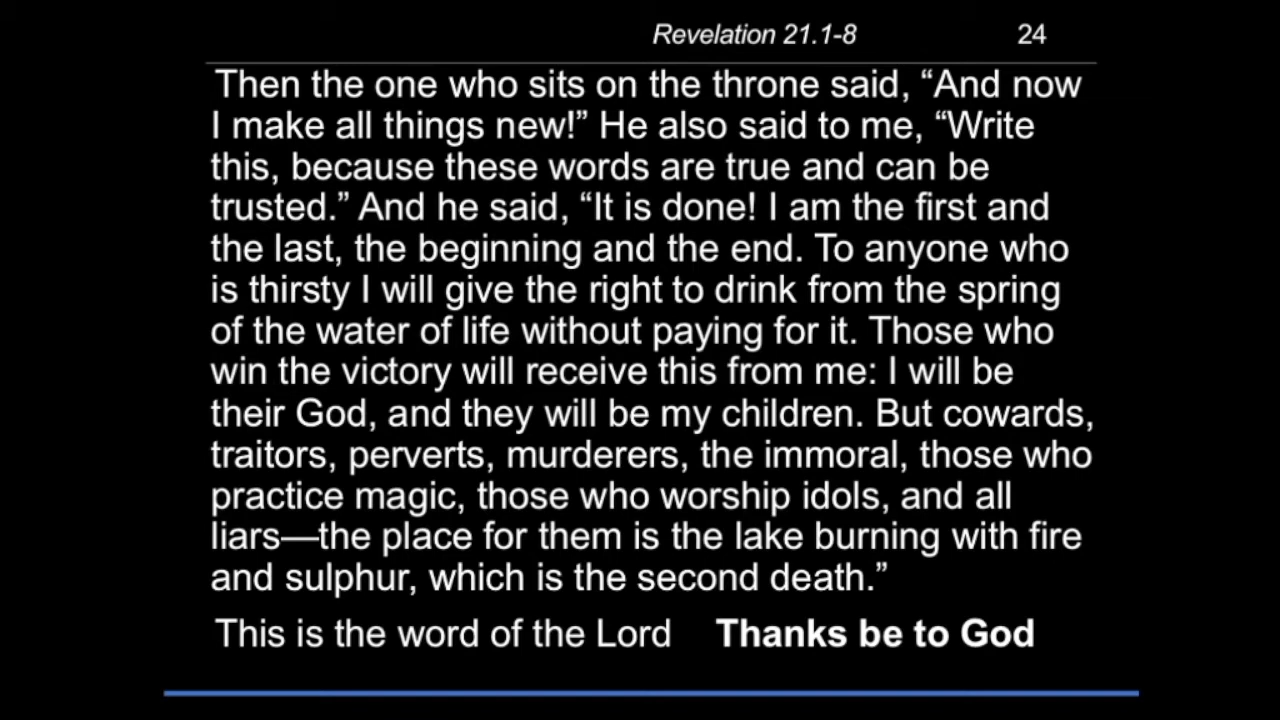 Revelation 21.1-8 24
Then the one who sits on the throne said, “And now
I make all things new!” He also said to me, “Write
this, because these words are true and can be
trusted.” And he said, “It is done! I am the first and
the last, the beginning and the end. To anyone who
is thirsty I will give the right to drink from the spring
of the water of life without paying for it. Those who
win the victory will receive this from me: I will be
their God, and they will be my children. But cowards,
traitors, perverts, murderers, the immoral, those who
practice magic, those who worship idols, and all
liars—the place for them is the lake burning with fire
and sulphur, which is the second death.”
This is the word of the Lord Thanks be to God